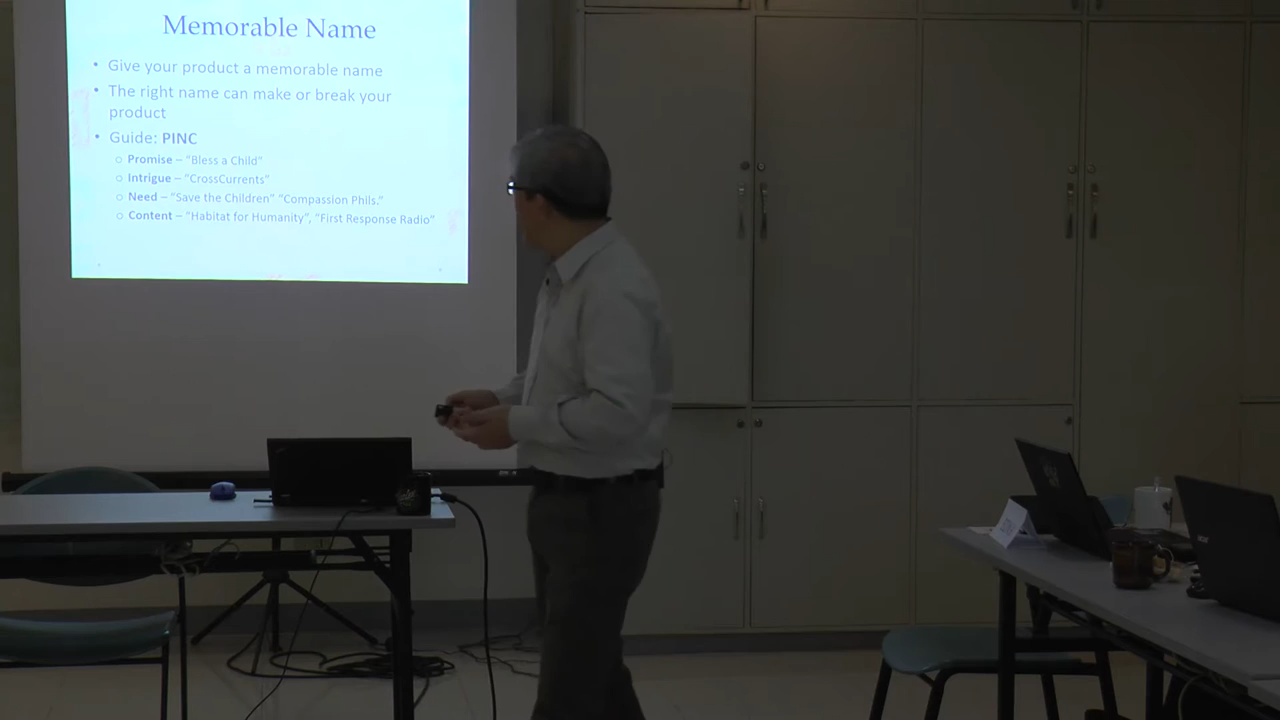 Memorable Name
• Give your product a memorable name
• The right name can make or break your
product
• Guide: PINC
○ Promise – "Bless a Child"
○ Intrigue – "CrossCurrents"
○ Need – "Save the Children" "Compassion Phils."
○ Content – "Habitat for Humanity", "First Response Radio"